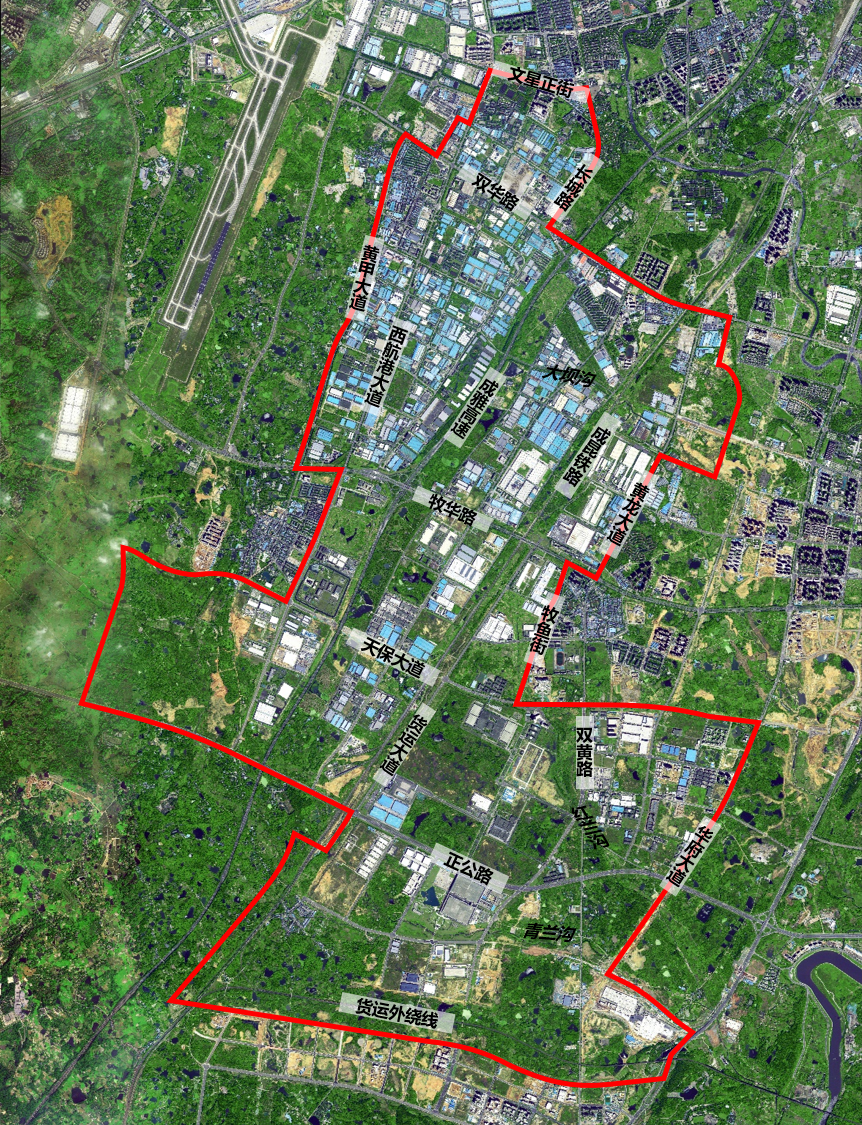 文星正街
长城路
双华路
黄甲大道
西航港大道
大坝沟
成雅高速
成昆铁路
黄龙大道
牧华路
牧鱼街
天保大道
货运大道
双黄路
华府大道
正公路
青兰沟
货运外绕线